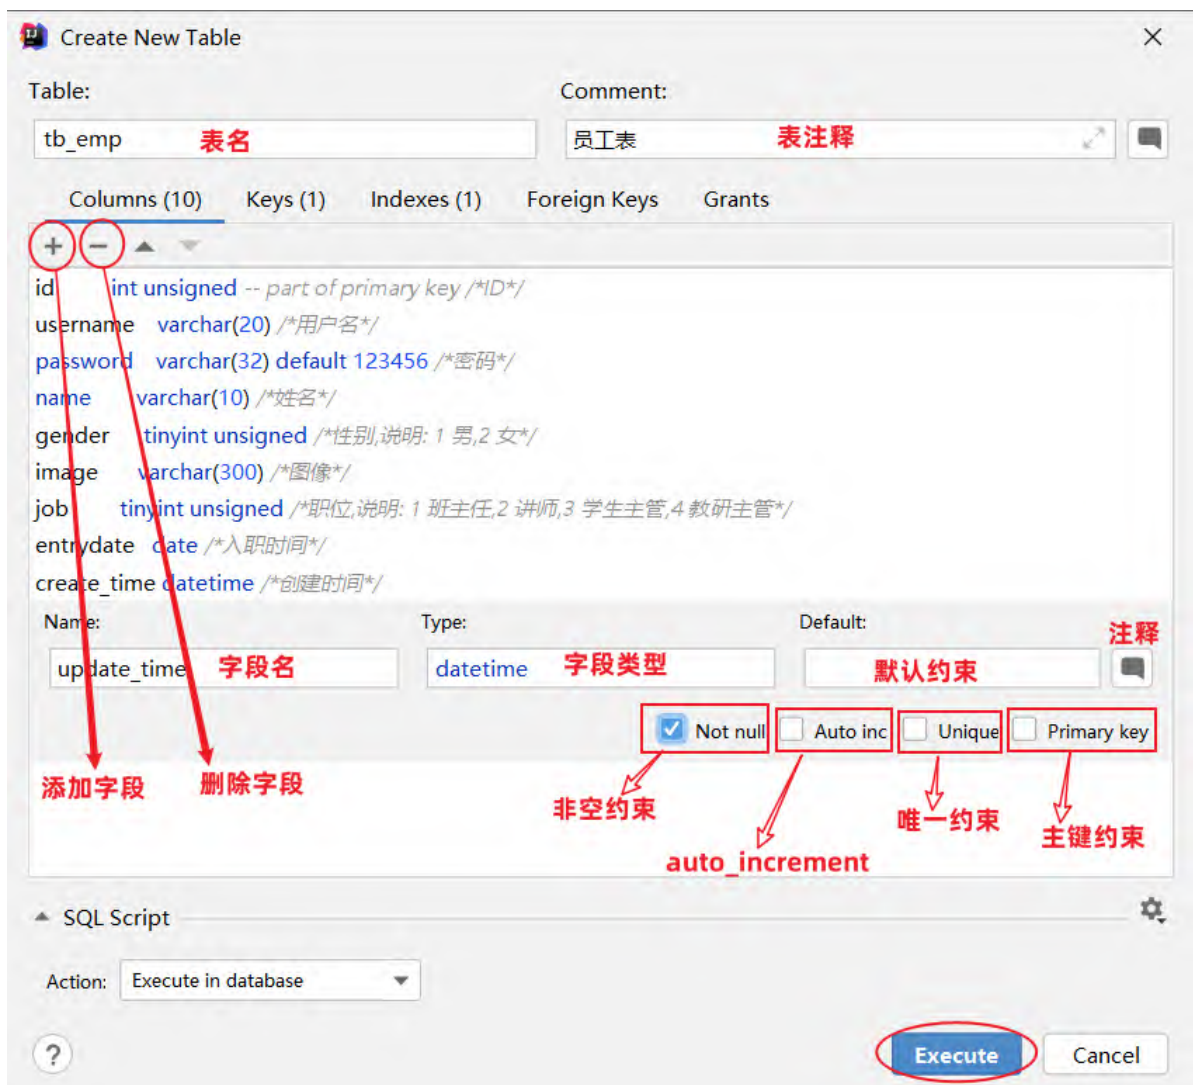 Create New Table
Table:
Comment:
tb_emp 表名
员工表 表注释
Columns (10) Keys (1) Indexes (1) Foreign Keys Grants
id int unsigned -- part of primary key /*ID*/
username varchar(20) /*用户名*/
password varchar(32) default 123456 /*密码*/
name varchar(10) /*姓名*/
gender tinyint unsigned /*性别,说明: 1 男,2 女*/
image varchar(300) /*图像*/
job tinyint unsigned /*职位,说明: 1 班主任,2 讲师,3 学生主管,4 教研主管*/
entrydate date /*入职时间*/
create_time datetime /*创建时间*/
Name: Type: Default:
注释
update_time 字段名 datetime 字段类型 默认约束
Not null Auto inc Unique Primary key
添加字段 删除字段 非空约束 唯一约束 主键约束
auto_increment
SQL Script
Action: Execute in database
? Execute Cancel